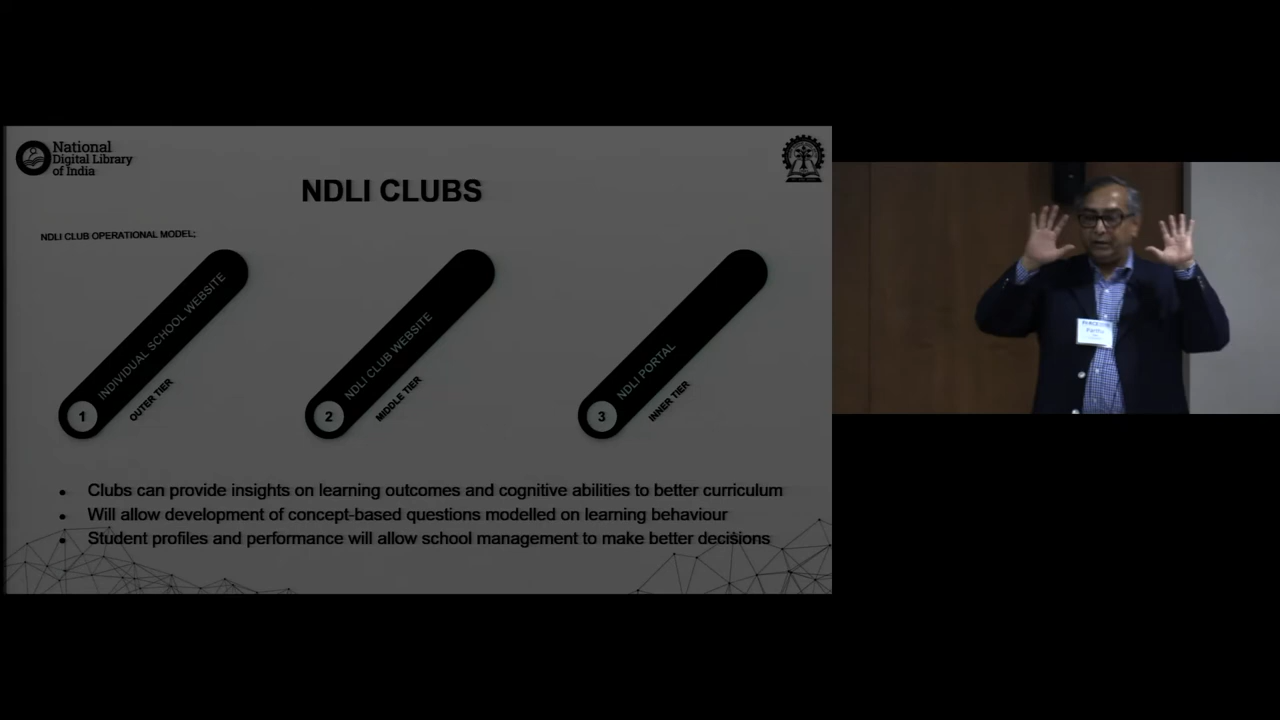 National
Digital Library
of India
NDLI CLUBS
NDLI CLUB OPERATIONAL MODEL;
INDIVIDUAL SCHOOL WEBSITE
OUTER TIER
1
NDLI CLUB WEBSITE
MIDDLE TIER
2
NDLI PORTAL
INNER TIER
3
• Clubs can provide insights on learning outcomes and cognitive abilities to better curriculum
• Will allow development of concept-based questions modelled on learning behaviour
• Student profiles and performance will allow school management to make better decisions
Partha